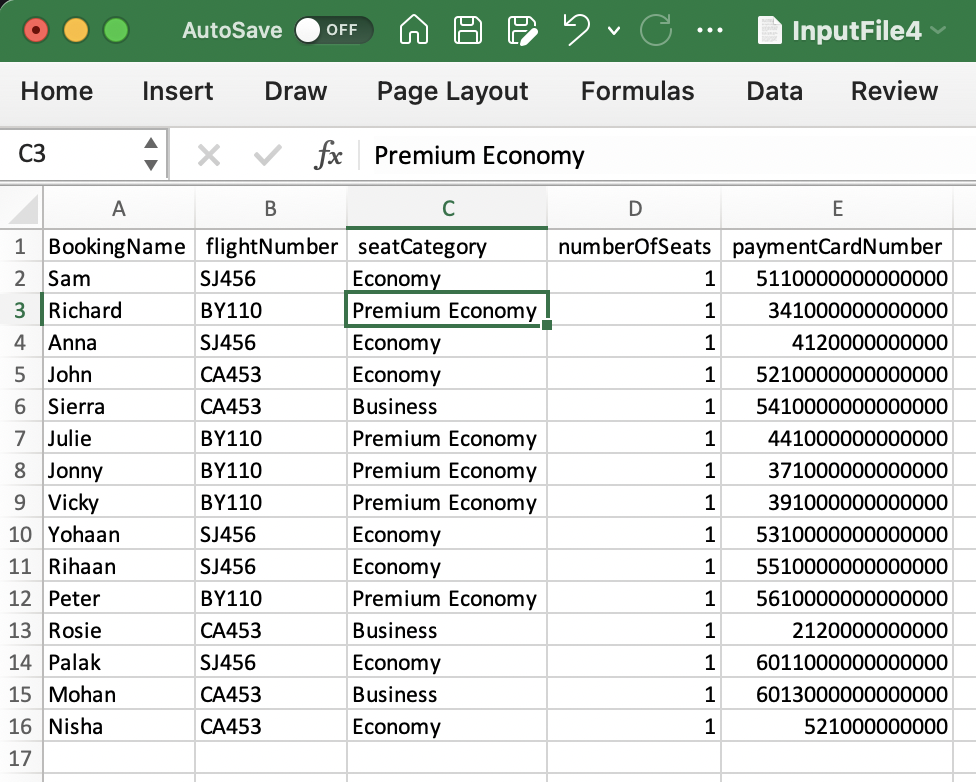 AutoSave OFF InputFile4
Home Insert Draw Page Layout Formulas Data Review
C3 fx Premium Economy
A B C D E
1 BookingName flightNumber seatCategory numberOfSeats paymentCardNumber
2 Sam SJ456 Economy 1 5110000000000000
3 Richard BY110 Premium Economy 1 341000000000000
4 Anna SJ456 Economy 1 4120000000000
5 John CA453 Economy 1 5210000000000000
6 Sierra CA453 Business 1 5410000000000000
7 Julie BY110 Premium Economy 1 441000000000000
8 Jonny BY110 Premium Economy 1 371000000000000
9 Vicky BY110 Premium Economy 1 391000000000000
10 Yohaan SJ456 Economy 1 5310000000000000
11 Rihaan SJ456 Economy 1 5510000000000000
12 Peter BY110 Premium Economy 1 5610000000000000
13 Rosie CA453 Business 1 2120000000000
14 Palak SJ456 Economy 1 6011000000000000
15 Mohan CA453 Business 1 6013000000000000
16 Nisha CA453 Economy 1 521000000000
17